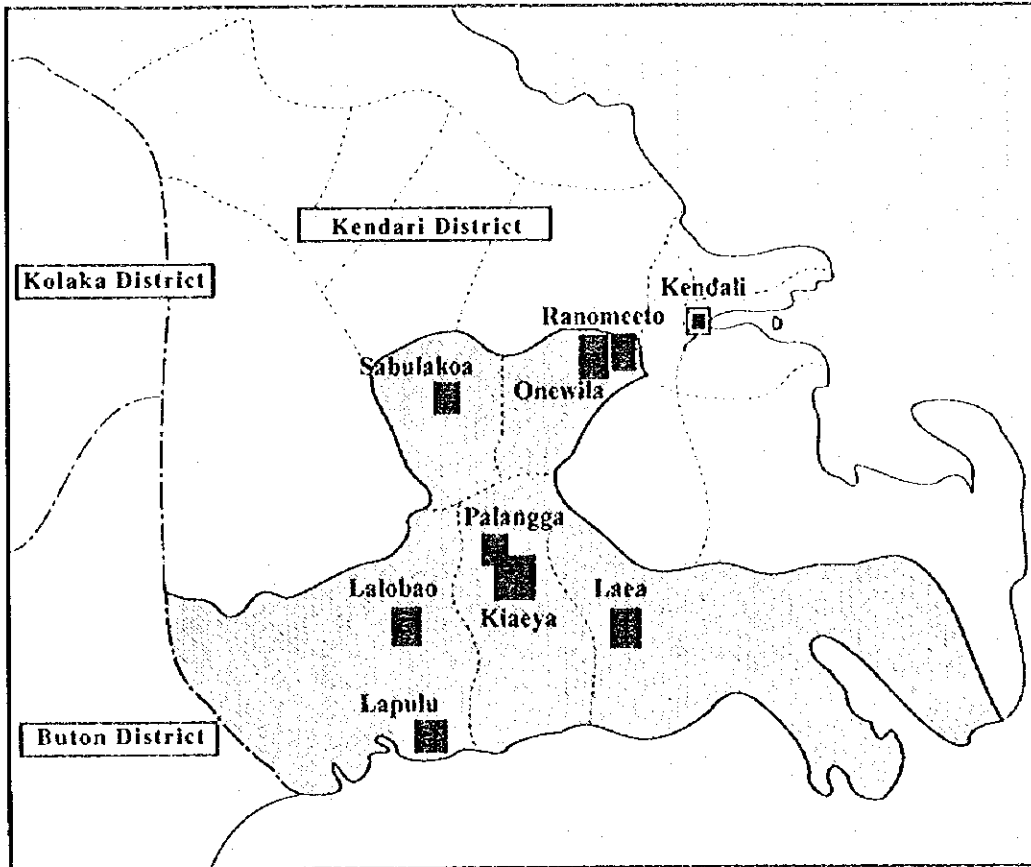 Kendari District
Kolaka District
Kendali
Ranomeeto
Sabulakoa
Onewila
Palangga
Lalobao
Laea
Kiaeya
Lapulu
Buton District